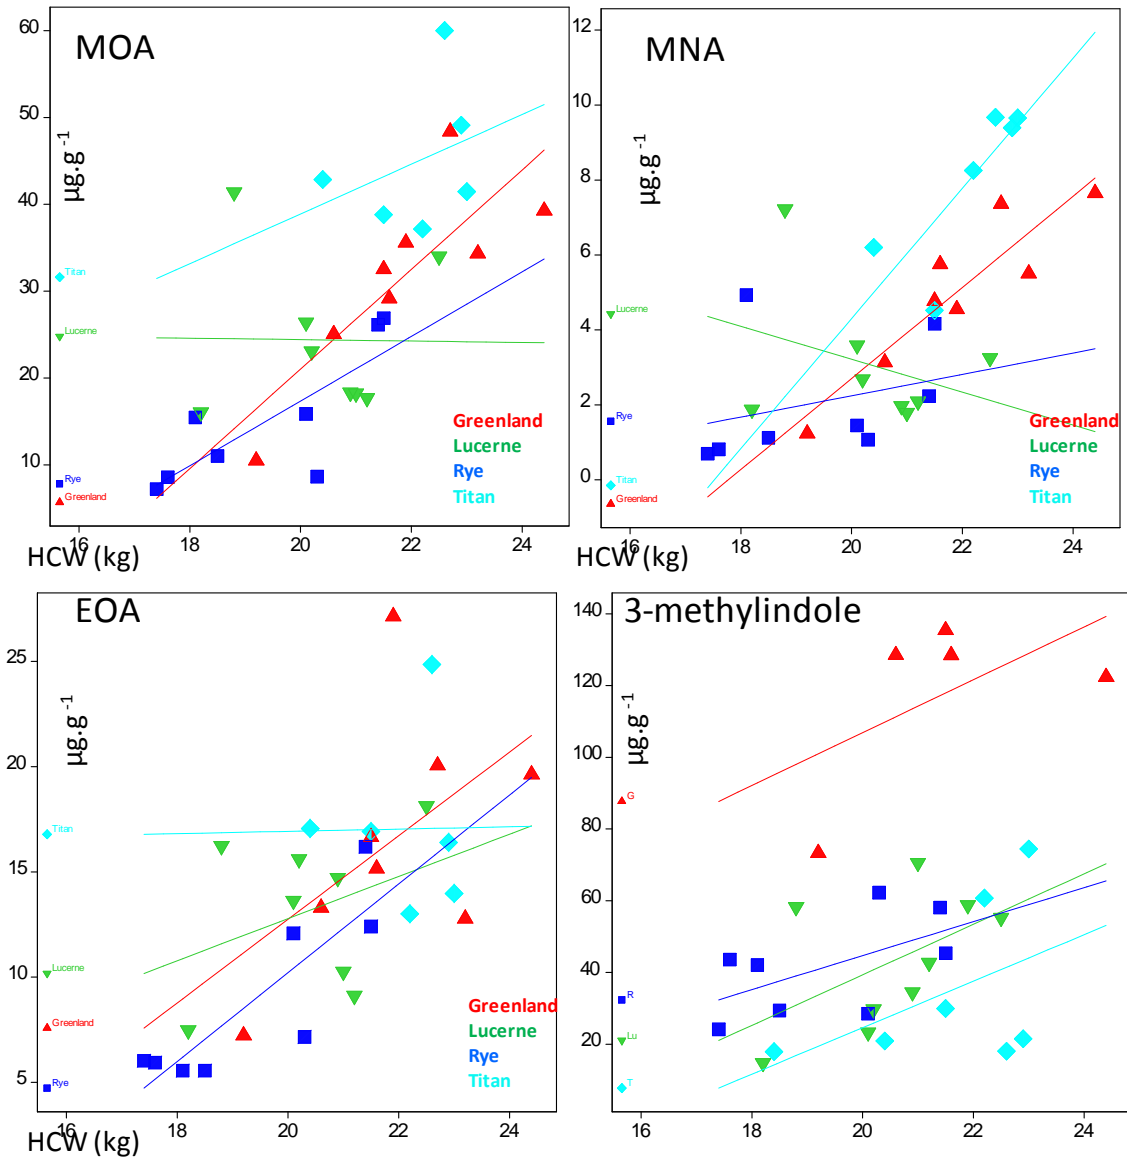 MOA
60
50
40
30
20
10
µg.g -1
Titan
Lucerne
Rye
Greenland
Greenland
Lucerne
Rye
Titan
16 18 20 22 24
HCW (kg)
MNA
12
10
8
6
4
2
0
µg.g -1
Lucerne
Rye
Titan
Greenland
Greenland
Lucerne
Rye
Titan
16 18 20 22 24
HCW (kg)
EOA
25
20
15
10
5
µg.g -1
Titan
Lucerne
Greenland
Rye
Greenland
Lucerne
Rye
Titan
16 18 20 22 24
HCW (kg)
3-methylindole
140
120
100
80
60
40
20
µg.g -1
G
R
Lu
T
16 18 20 22 24